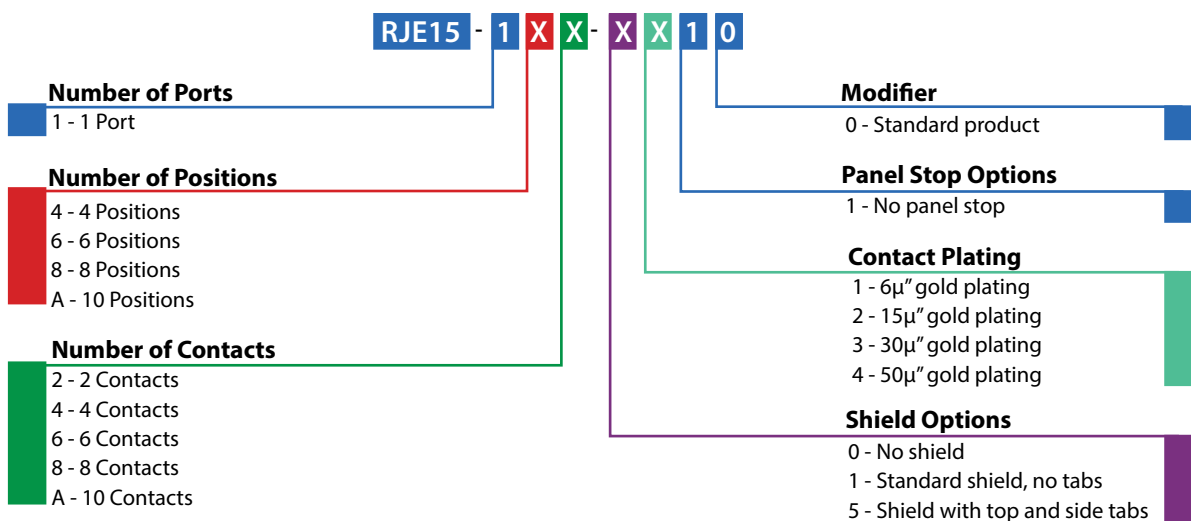 RJE15 - 1 X X - X X 1 0
Number of Ports
1 - 1 Port
Number of Positions
4 - 4 Positions
6 - 6 Positions
8 - 8 Positions
A - 10 Positions
Number of Contacts
2 - 2 Contacts
4 - 4 Contacts
6 - 6 Contacts
8 - 8 Contacts
A - 10 Contacts
Modifier
0 - Standard product
Panel Stop Options
1 - No panel stop
Contact Plating
1 - 6µ” gold plating
2 - 15µ” gold plating
3 - 30µ” gold plating
4 - 50µ” gold plating
Shield Options
0 - No shield
1 - Standard shield, no tabs
5 - Shield with top and side tabs